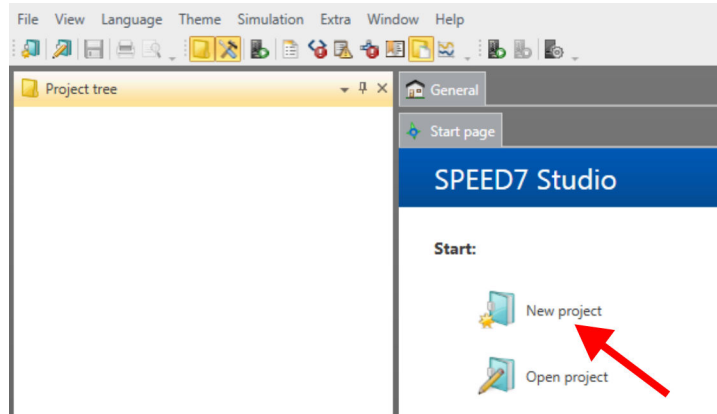 File View Language Theme Simulation Extra Window Help
Project tree
General
Start page
SPEED7 Studio
Start:
New project
Open project